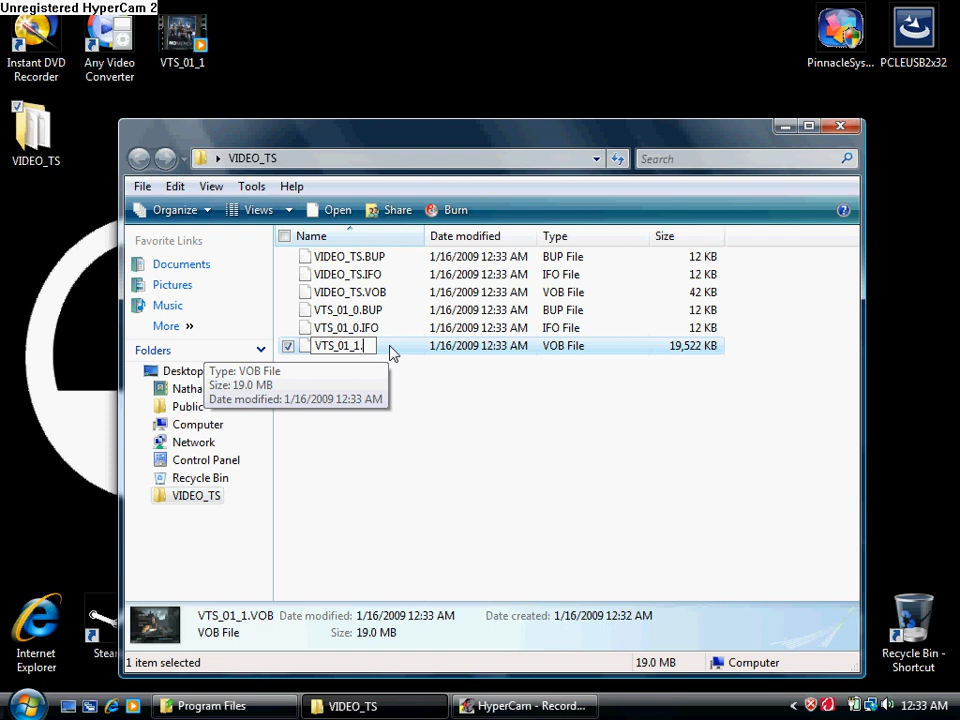 Unregistered HyperCam 2
Instant DVD
Recorder
Any Video
Converter
VTS_01_1
PinnacleSys...
PCLEUSB2x32
VIDEO_TS
VIDEO_TS
Search
File Edit View Tools Help
Organize Views Open Share Burn
Favorite Links
Documents
Pictures
Music
More »
Folders
Desktop
Natha
Public
Computer
Network
Control Panel
Recycle Bin
VIDEO_TS
Name Date modified Type Size
VIDEO_TS.BUP 1/16/2009 12:33 AM BUP File 12 KB
VIDEO_TS.IFO 1/16/2009 12:33 AM IFO File 12 KB
VIDEO_TS.VOB 1/16/2009 12:33 AM VOB File 42 KB
VTS_01_0.BUP 1/16/2009 12:33 AM BUP File 12 KB
VTS_01_0.IFO 1/16/2009 12:33 AM IFO File 12 KB
VTS_01_1. 1/16/2009 12:33 AM VOB File 19,522 KB
Type: VOB File
Size: 19.0 MB
Date modified: 1/16/2009 12:33 AM
VTS_01_1.VOB Date modified: 1/16/2009 12:33 AM Date created: 1/16/2009 12:32 AM
VOB File Size: 19.0 MB
1 item selected 19.0 MB Computer
Internet
Explorer
Stea
Recycle Bin -
Shortcut
Program Files
VIDEO_TS
HyperCam - Recor...
12:33 AM